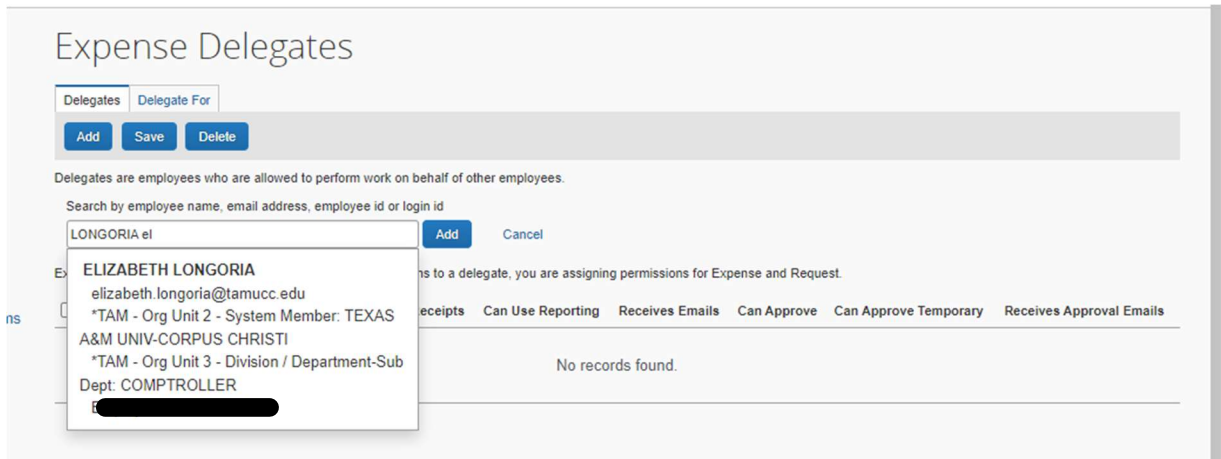 Expense Delegates
Delegates Delegate For
Add Save Delete
Delegates are employees who are allowed to perform work on behalf of other employees.
Search by employee name, email address, employee id or login id
LONGORIA el Add Cancel
ELIZABETH LONGORIA
to a delegate, you are assigning permissions for Expense and Request.
elizabeth.longoria@tamucc.edu
Can Use Reporting Receives Emails Can Approve Can Approve Temporary Receives Approval Emails
*TAM - Org Unit 2 - System Member: TEXAS
A&M UNIV-CORPUS CHRISTI
*TAM - Org Unit 3 - Division / Department-Sub
No records found.
Dept: COMPTROLLER